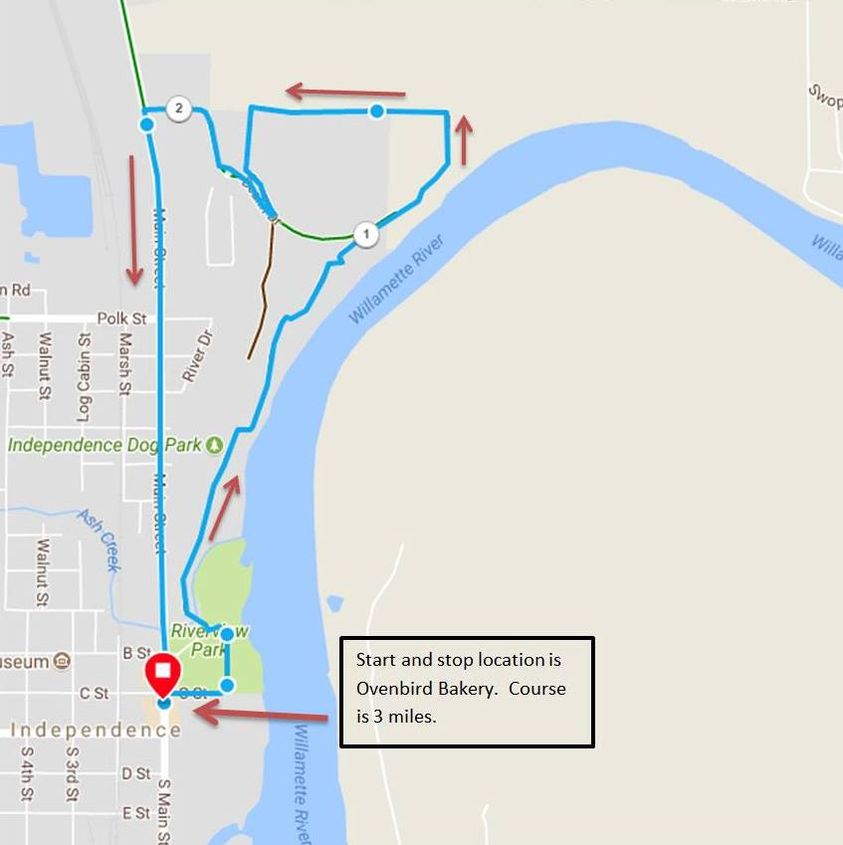 2
Swop
Beach Dr
1
Willamette River
Willa
Main Street
n Rd
Polk St
Ash St
Walnut St
Log Cabin St
Marsh St
River Dr
Independence Dog Park
Main Street
Ash Creek
Walnut St
Riverview
Park
B St
useum
C St
C St
Independence
Start and stop location is
Ovenbird Bakery. Course
is 3 miles.
S 4th St
S 3rd St
D St
E St
S Main St
Willamette River